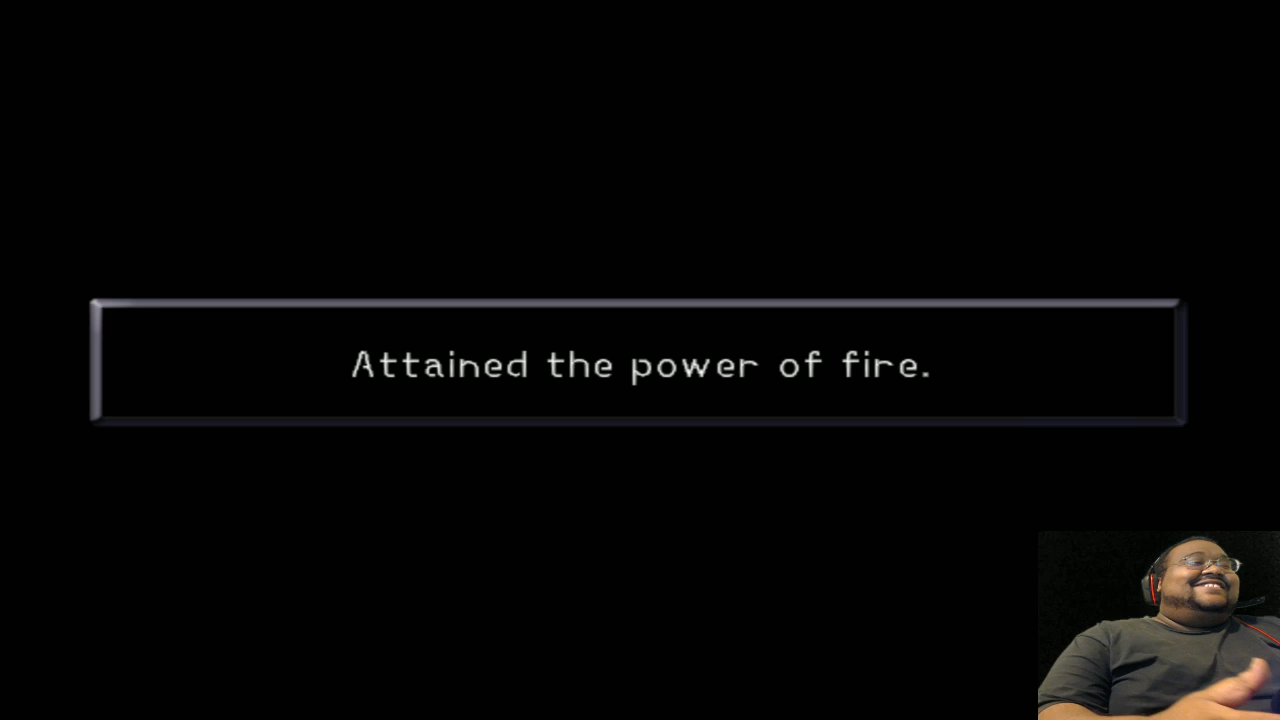 Attained the power of fire.